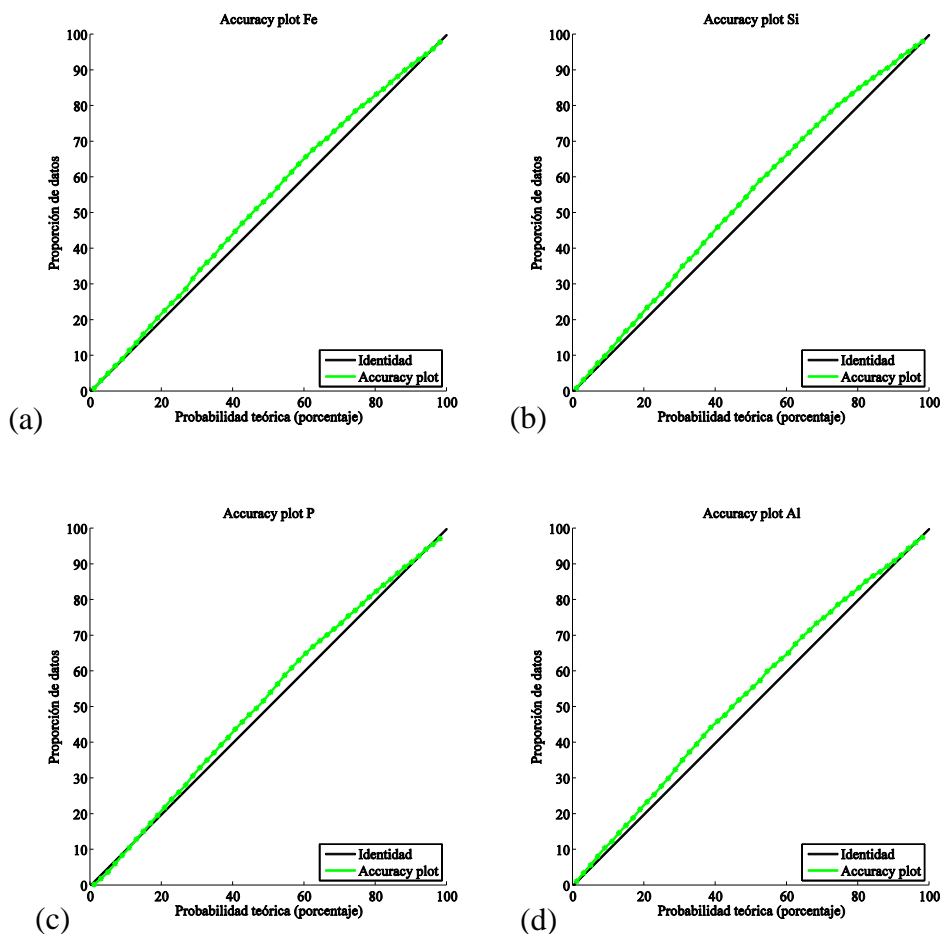 Accuracy plot Fe
100
90
80
70
60
50
40
30
20
10
0
Proporción de datos
Identidad
Accuracy plot
0 20 40 60 80 100
Probabilidad teórica (porcentaje)
(a)
Accuracy plot Si
100
90
80
70
60
50
40
30
20
10
0
Proporción de datos
Identidad
Accuracy plot
0 20 40 60 80 100
Probabilidad teórica (porcentaje)
(b)
Accuracy plot P
100
90
80
70
60
50
40
30
20
10
0
Proporción de datos
Identidad
Accuracy plot
0 20 40 60 80 100
Probabilidad teórica (porcentaje)
(c)
Accuracy plot Al
100
90
80
70
60
50
40
30
20
10
0
Proporción de datos
Identidad
Accuracy plot
0 20 40 60 80 100
Probabilidad teórica (porcentaje)
(d)